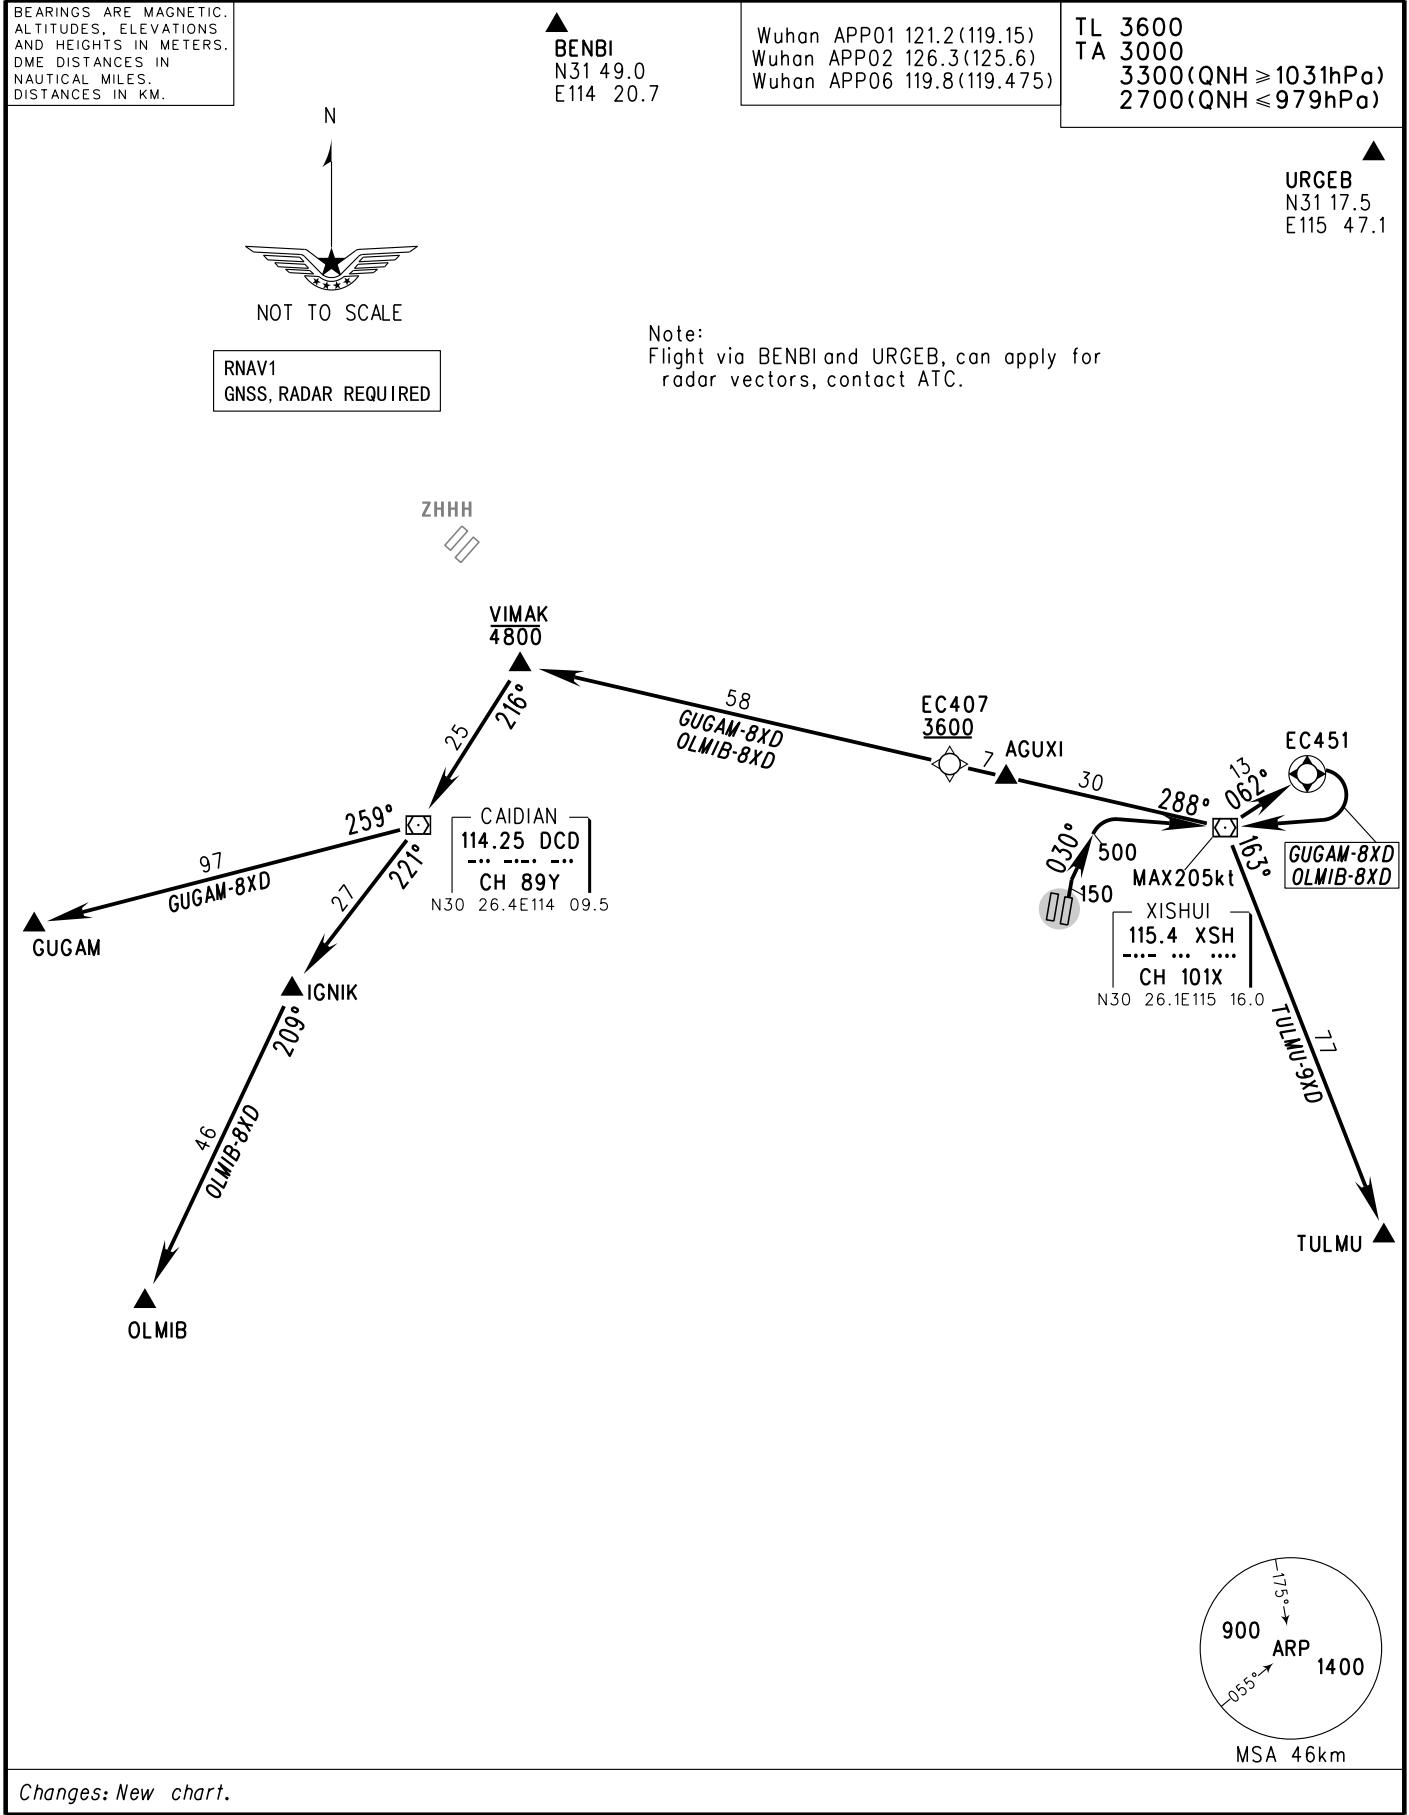 BEARINGS ARE MAGNETIC.
ALTITUDES, ELEVATIONS
AND HEIGHTS IN METERS.
DME DISTANCES IN
NAUTICAL MILES.
DISTANCES IN KM.
BENBI
N31 49.0
E114 20.7
Wuhan APP01 121.2(119.15)
Wuhan APP02 126.3(125.6)
Wuhan APP06 119.8(119.475)
TL 3600
TA 3000
3300(QNH≥1031hPa)
2700(QNH≤979hPa)
URGEB
N31 17.5
E115 47.1
N
NOT TO SCALE
RNAV1
GNSS, RADAR REQUIRED
Note:
Flight via BENBI and URGEB, can apply for
radar vectors, contact ATC.
ZHHH
VIMAK
4800
216°
25
58
GUGAM-8XD
OLMIB-8XD
EC407
3600
7
AGUXI
30
288°
13
062°
EC451
GUGAM-8XD
OLMIB-8XD
030°
500
150
MAX205kt
163°
XISHUI
115.4 XSH
CH 101X
N30 26.1E115 16.0
77
TULMU-9XD
TULMU
259°
CAIDIAN
114.25 DCD
CH 89Y
N30 26.4E114 09.5
97
GUGAM-8XD
GUGAM
221°
27
IGNIK
209°
46
OLMIB-8XD
OLMIB
175°
900
ARP
1400
055°
MSA 46km
Changes: New chart.